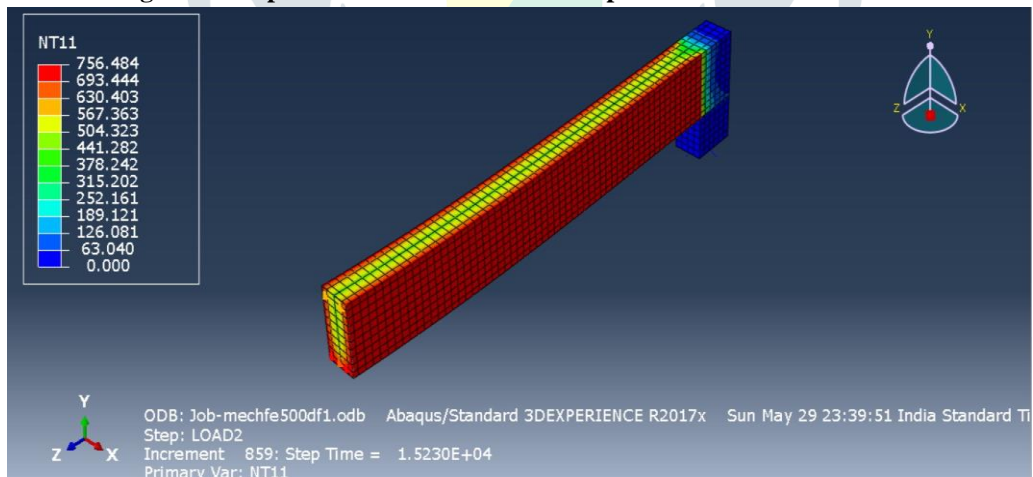 NT11
756.484
693.444
630.403
567.363
504.323
441.282
378.242
315.202
252.161
189.121
126.081
63.040
0.000
Y
Z X
Y
Z X
ODB: Job-mechfe500df1.odb Abaqus/Standard 3DEXPERIENCE R2017x Sun May 29 23:39:51 India Standard Ti
Step: LOAD2
Increment 859: Step Time = 1.5230E+04
Primary Var: NT11